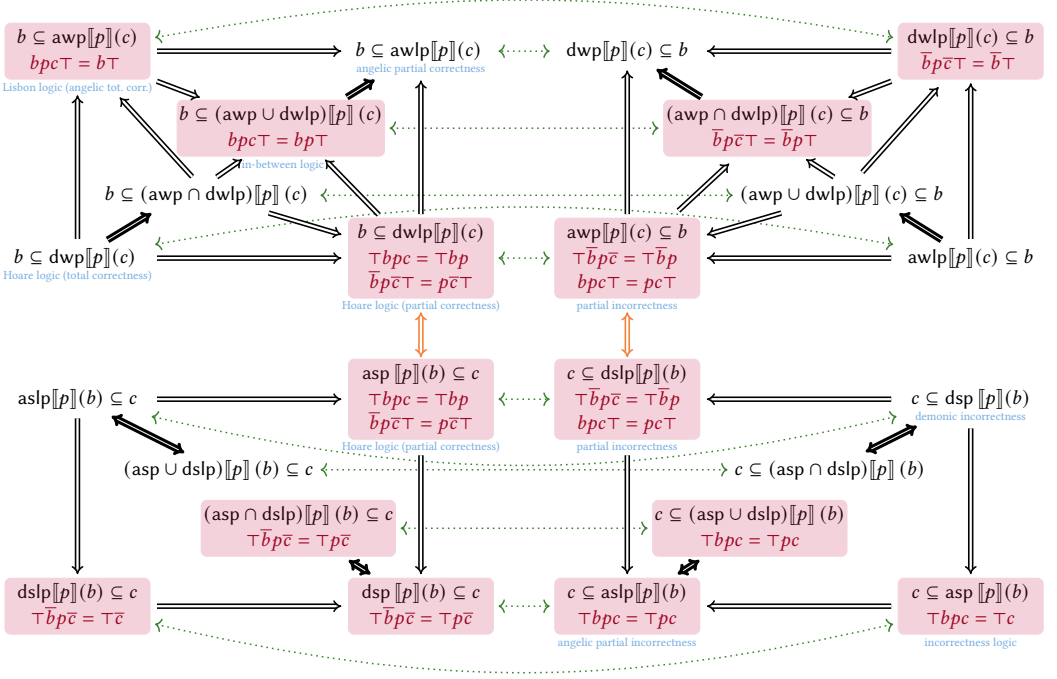 b ⊆ awp⟦p⟧(c)
bpc⊤ = b⊤
Lisbon logic (angelic tot. corr.)
b ⊆ awlp⟦p⟧(c)
angelic partial correctness
dwp⟦p⟧(c) ⊆ b
dwlp⟦p⟧(c) ⊆ b
b̅pc̅⊤ = b̅⊤
b ⊆ (awp ∪ dwlp)⟦p⟧(c)
bpc⊤ = bp⊤
in-between logic
(awp ∩ dwlp)⟦p⟧(c) ⊆ b
b̅pc̅⊤ = b̅p⊤
b ⊆ (awp ∩ dwlp)⟦p⟧(c)
(awp ∪ dwlp)⟦p⟧(c) ⊆ b
b ⊆ dwp⟦p⟧(c)
Hoare logic (total correctness)
b ⊆ dwlp⟦p⟧(c)
⊤bpc = ⊤bp
b̅pc̅⊤ = pc̅⊤
Hoare logic (partial correctness)
awp⟦p⟧(c) ⊆ b
⊤b̅pc̅ = ⊤b̅p
bpc⊤ = pc⊤
partial incorrectness
awlp⟦p⟧(c) ⊆ b
aslp⟦p⟧(b) ⊆ c
asp⟦p⟧(b) ⊆ c
⊤bpc = ⊤bp
b̅pc̅⊤ = pc̅⊤
Hoare logic (partial correctness)
c ⊆ dslp⟦p⟧(b)
⊤b̅pc̅ = ⊤b̅p
bpc⊤ = pc⊤
partial incorrectness
c ⊆ dsp⟦p⟧(b)
demonic incorrectness
(asp ∪ dslp)⟦p⟧(b) ⊆ c
c ⊆ (asp ∩ dslp)⟦p⟧(b)
(asp ∩ dslp)⟦p⟧(b) ⊆ c
⊤b̅pc̅ = ⊤pc̅
c ⊆ (asp ∪ dslp)⟦p⟧(b)
⊤bpc = ⊤pc
dslp⟦p⟧(b) ⊆ c
⊤b̅pc̅ = ⊤c̅
dsp⟦p⟧(b) ⊆ c
⊤b̅pc̅ = ⊤pc̅
c ⊆ aslp⟦p⟧(b)
⊤bpc = ⊤pc
angelic partial incorrectness
c ⊆ asp⟦p⟧(b)
⊤bpc = ⊤c
incorrectness logic